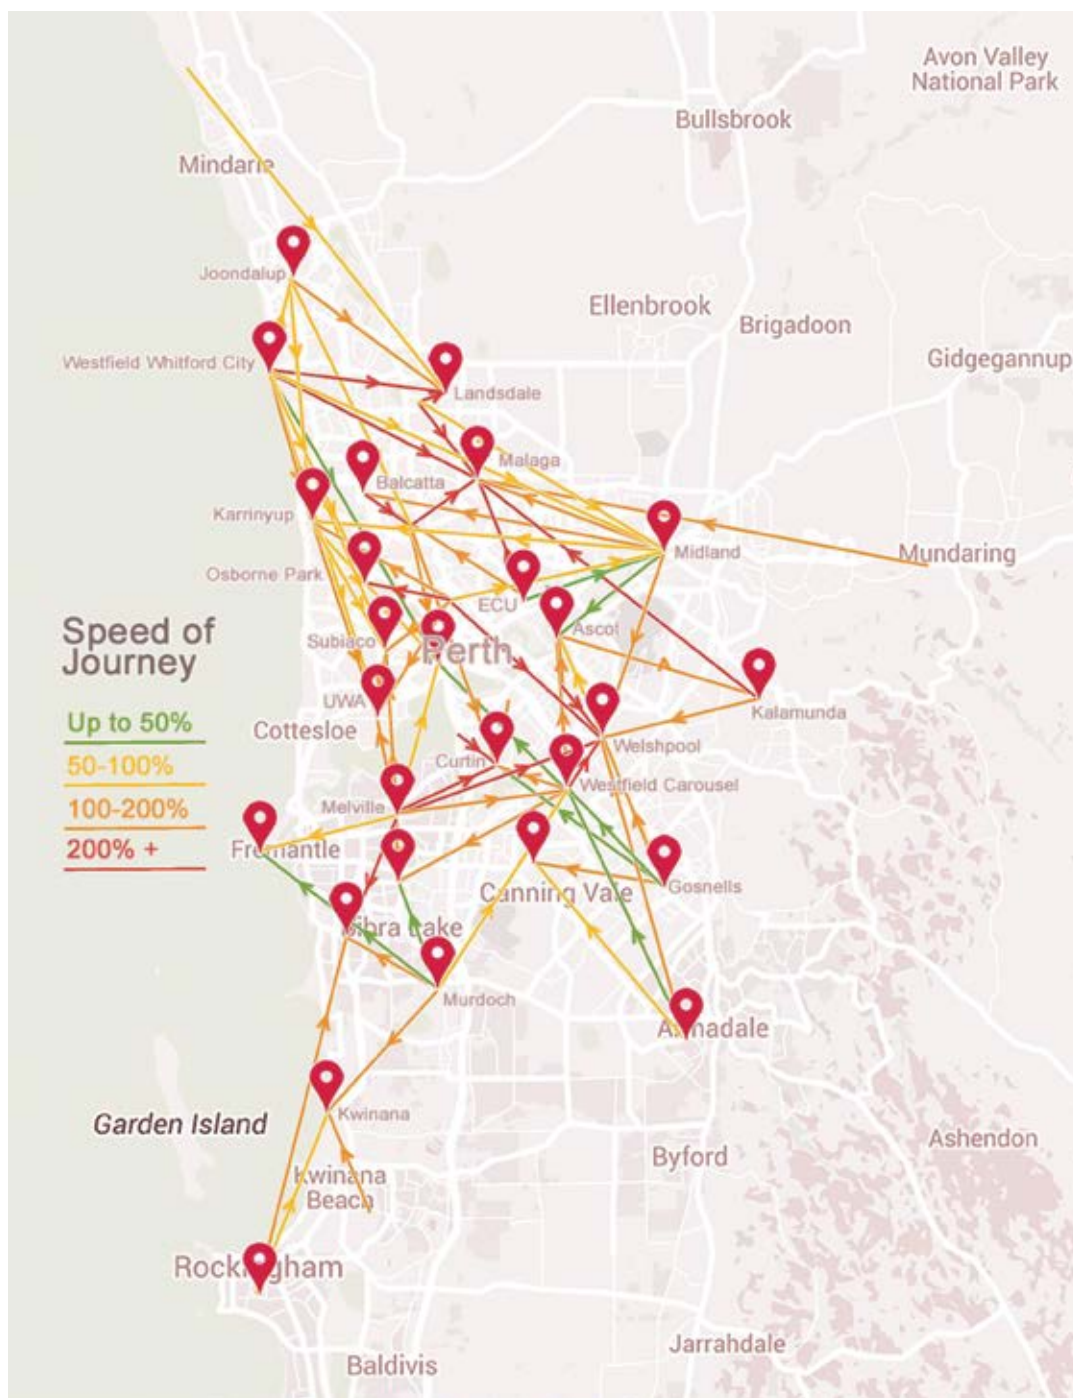 Avon Valley
National Park
Bullsbrook
Mindarie
Joondalup
Ellenbrook
Brigadoon
Westfield Whitford City
Gidgegannup
Landsdale
Malaga
Balcatta
Karrinyup
Midland
Mundaring
Osborne Park
ECU
Ascot
Speed of
Journey
Subiaco
Perth
UWA
Kalamunda
Up to 50%
Cottesloe
Welshpool
50-100%
Curtin
Westfield Carousel
100-200%
Melville
200% +
Fremantle
Canning Vale
Gosnells
Bibra Lake
Murdoch
Armadale
Garden Island
Kwinana
Ashendon
Byford
Kwinana
Beach
Rockingham
Jarrahdale
Baldivis